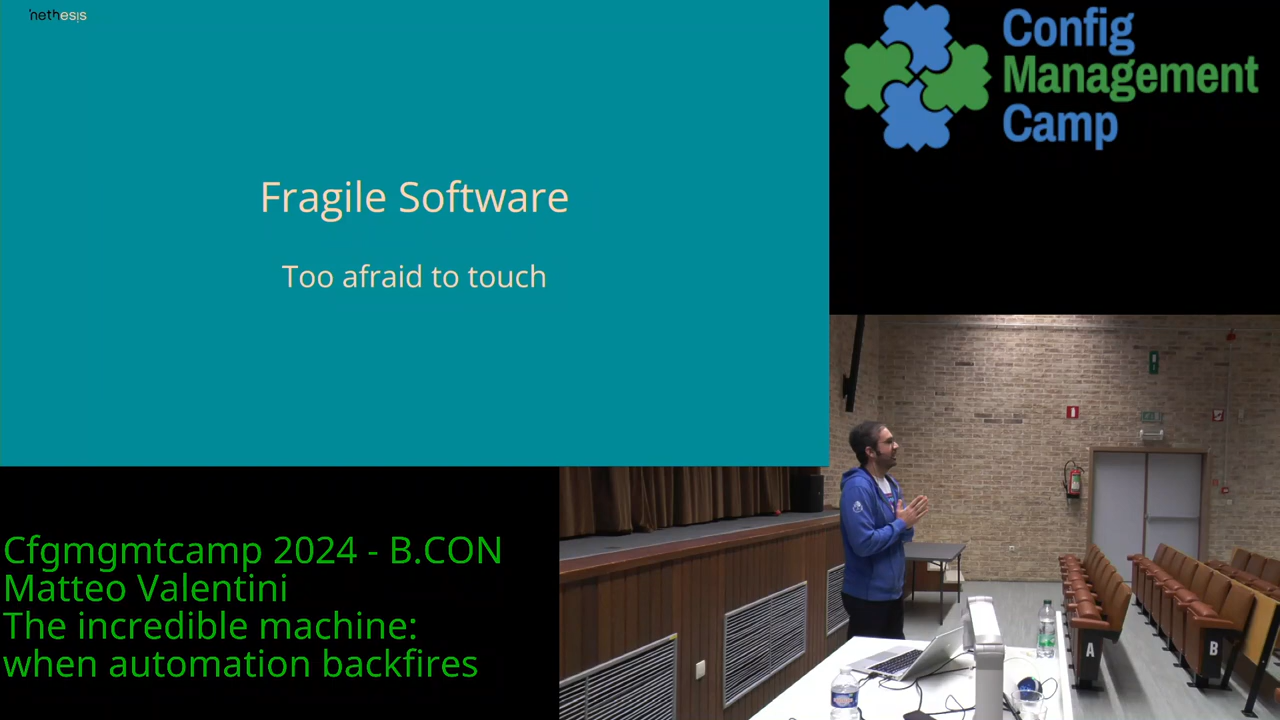 nethesis
Config
Management
Camp
Fragile Software
Too afraid to touch
Cfgmgmtcamp 2024 - B.CON
Matteo Valentini
The incredible machine:
when automation backfires
A
B